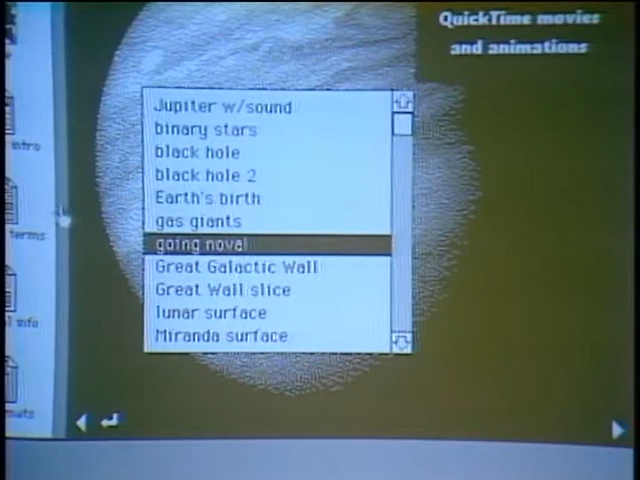 QuickTime movies
and animations
Jupiter w/sound
binary stars
black hole
black hole 2
Earth's birth
gas giants
going nova!
Great Galactic Wall
Great Wall slice
lunar surface
Miranda surface
intro
terms
info
mats